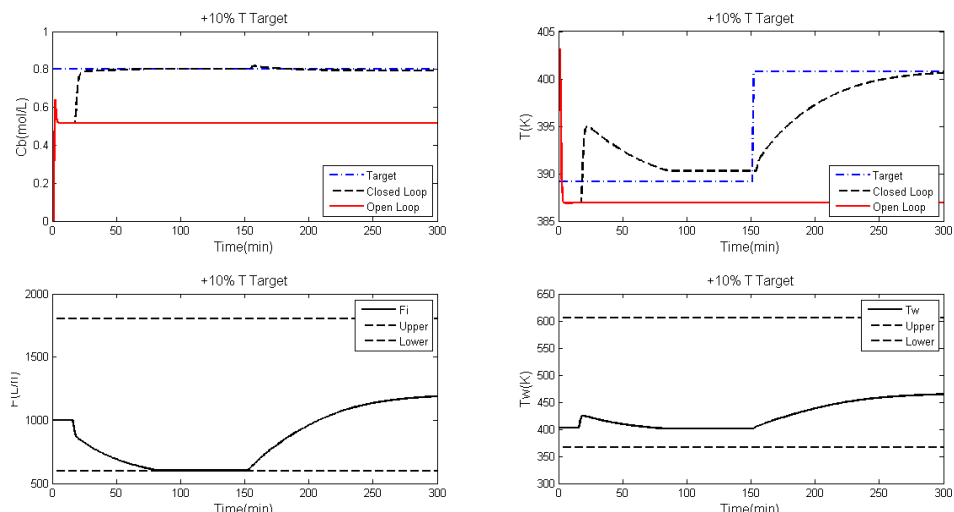 +10% T Target
Cb(mol/L)
1
0.8
0.6
0.4
0.2
0
Target
Closed Loop
Open Loop
0 50 100 150 200 250 300
Time(min)
+10% T Target
T(K)
405
400
395
390
385
Target
Closed Loop
Open Loop
0 50 100 150 200 250 300
Time(min)
+10% T Target
2000
1500
1000
500
Fi
Upper
Lower
0 50 100 150 200 250 300
Time(min)
+10% T Target
Tw(K)
650
600
550
500
450
400
350
300
Tw
Upper
Lower
0 50 100 150 200 250 300
Time(min)